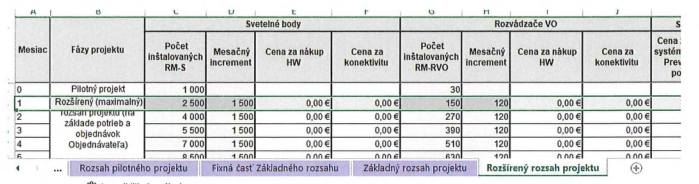 A B C D E F G H I J
Svetelné body Rozvádzače VO S
Mesiac Fázy projektu Počet inštalovaných RM-S Mesačný increment Cena za nákup HW Cena za konektivitu Počet inštalovaných RM-RVO Mesačný increment Cena za nákup HW Cena za konektivitu Cena systém Prev po
0 Pilotný projekt 1 000 30
1 Rozšírený (maximalný) 2 500 1 500 0,00 € 0,00 € 150 120 0,00 € 0,00 €
2 rozsah projektu (na základe potrieb a 4 000 1 500 0,00 € 0,00 € 270 120 0,00 € 0,00 €
3 objednávok 5 500 1 500 0,00 € 0,00 € 390 120 0,00 € 0,00 €
4 Objednávateľa) 7 000 1 500 0,00 € 0,00 € 510 120 0,00 € 0,00 €
5 8 500 1 500 0,00 € 0,00 € 630 120 0,00 € 0,00 €
... Rozsah pilotného projektu Fixná časť Základného rozsahu Základný rozsah projektu Rozšírený rozsah projektu